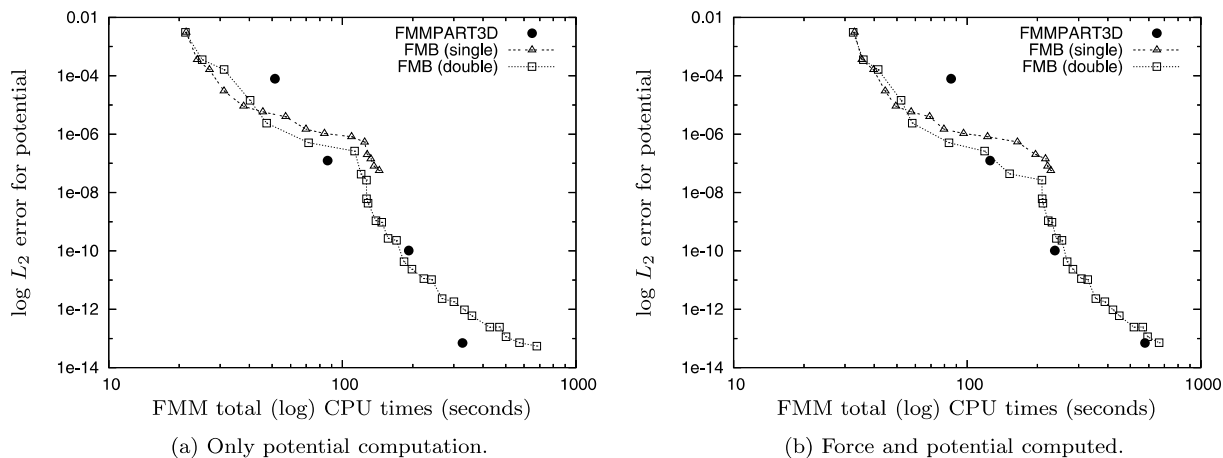 0.01
1e-04
1e-06
1e-08
1e-10
1e-12
1e-14
log L₂ error for potential
FMMPART3D
FMB (single)
FMB (double)
10
100
1000
FMM total (log) CPU times (seconds)
(a) Only potential computation.
0.01
1e-04
1e-06
1e-08
1e-10
1e-12
1e-14
log L₂ error for potential
FMMPART3D
FMB (single)
FMB (double)
10
100
1000
FMM total (log) CPU times (seconds)
(b) Force and potential computed.